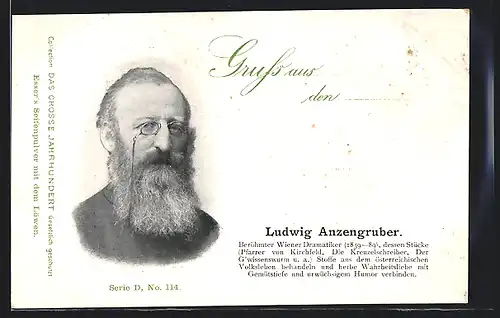 Collection DAS GROSSE JAHRHUNDERT Gesetzlich geschützt
Esser's Seifenpulver mit dem Löwen.
Gruss aus
den
Ludwig Anzengruber.
Berühmter Wiener Dramatiker (1839—89), dessen Stücke
(Pfarrer von Kirchfeld, Die Kreuzelschreiber, Der
G'wissenswurm u. a.) Stoffe aus dem österreichischen
Volksleben behandeln und herbe Wahrheitsliebe mit
Gemütstiefe und urwüchsigem Humor verbinden.
Serie D, No. 114.